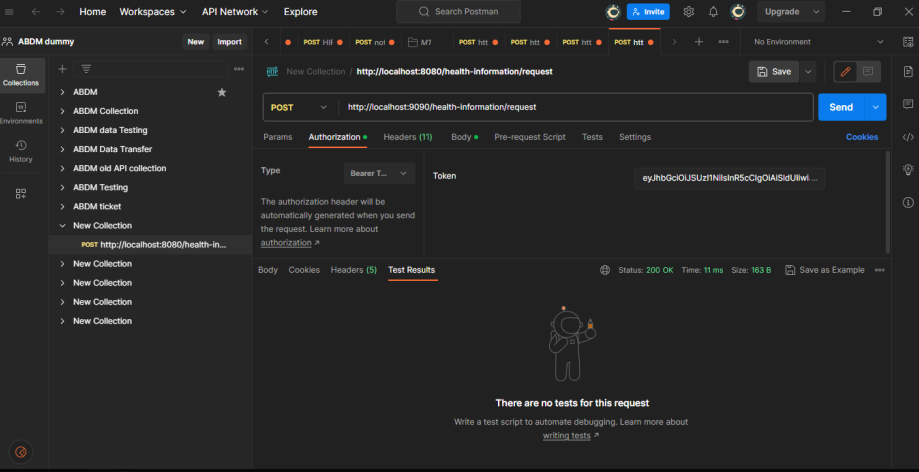 Home Workspaces API Network Explore Search Postman Invite Upgrade
ABDM dummy New Import POST HIF POST not POST htt POST htt POST htt POST htt No Environment
Collections
Environments
History
ABDM
ABDM Collection
ABDM data Testing
ABDM Data Transfer
ABDM old API collection
ABDM Testing
ABDM ticket
New Collection
POST http://localhost:8080/health-in...
New Collection
New Collection
New Collection
New Collection
HTTP New Collection / http://localhost:8080/health-information/request Save
POST http://localhost:9090/health-information/request Send
Params Authorization Headers (11) Body Pre-request Script Tests Settings Cookies
Type Bearer T...
The authorization header will be
automatically generated when you send
the request. Learn more about
authorization ↗
Token
Body Cookies Headers (5) Test Results Status: 200 OK Time: 11 ms Size: 163 B Save as Example
There are no tests for this request
Write a test script to automate debugging. Learn more about
writing tests ↗